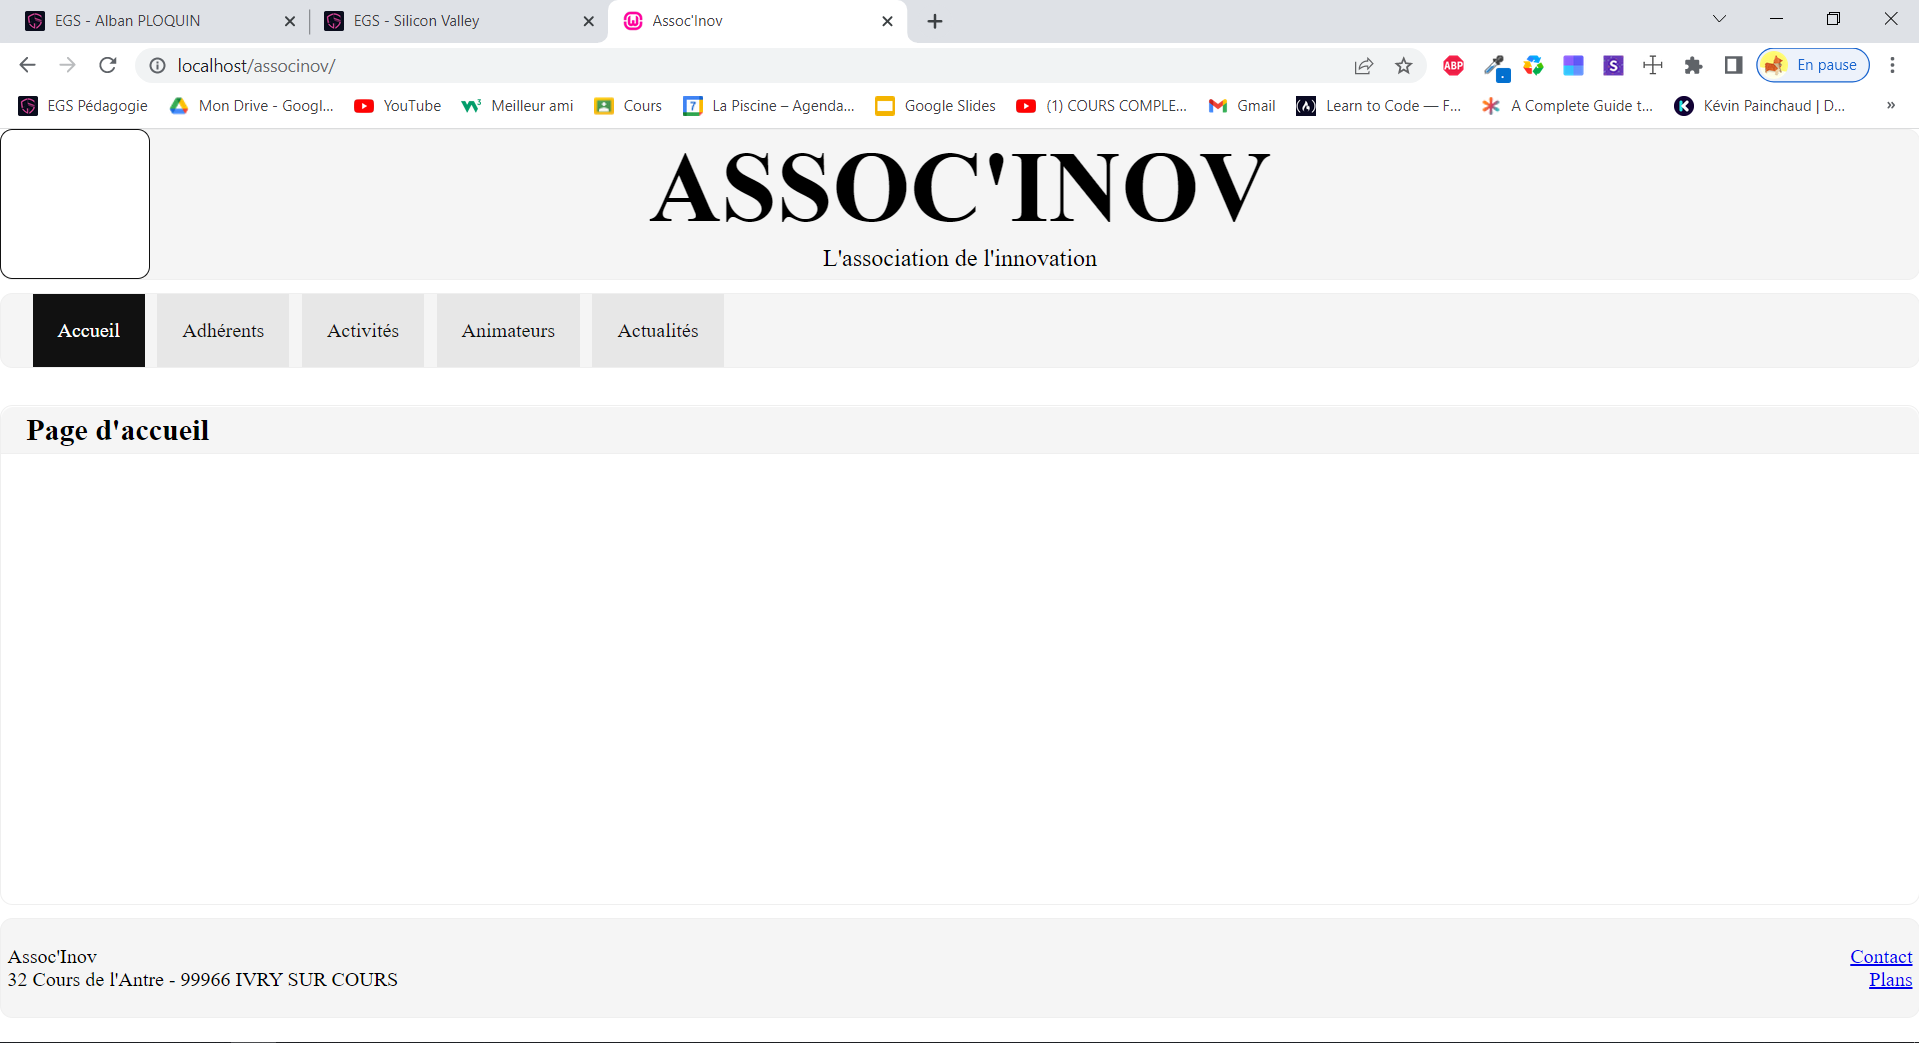 EGS - Alban PLOQUIN
EGS - Silicon Valley
Assoc'Inov
localhost/associnov/
ABP
S
En pause
EGS Pédagogie
Mon Drive - Googl...
YouTube
Meilleur ami
Cours
7
La Piscine – Agenda...
Google Slides
(1) COURS COMPLE...
Gmail
Learn to Code — F...
A Complete Guide t...
K
Kévin Painchaud | D...
»
ASSOC'INOV
L'association de l'innovation
Accueil
Adhérents
Activités
Animateurs
Actualités
Page d'accueil
Assoc'Inov
32 Cours de l'Antre - 99966 IVRY SUR COURS
Contact
Plans